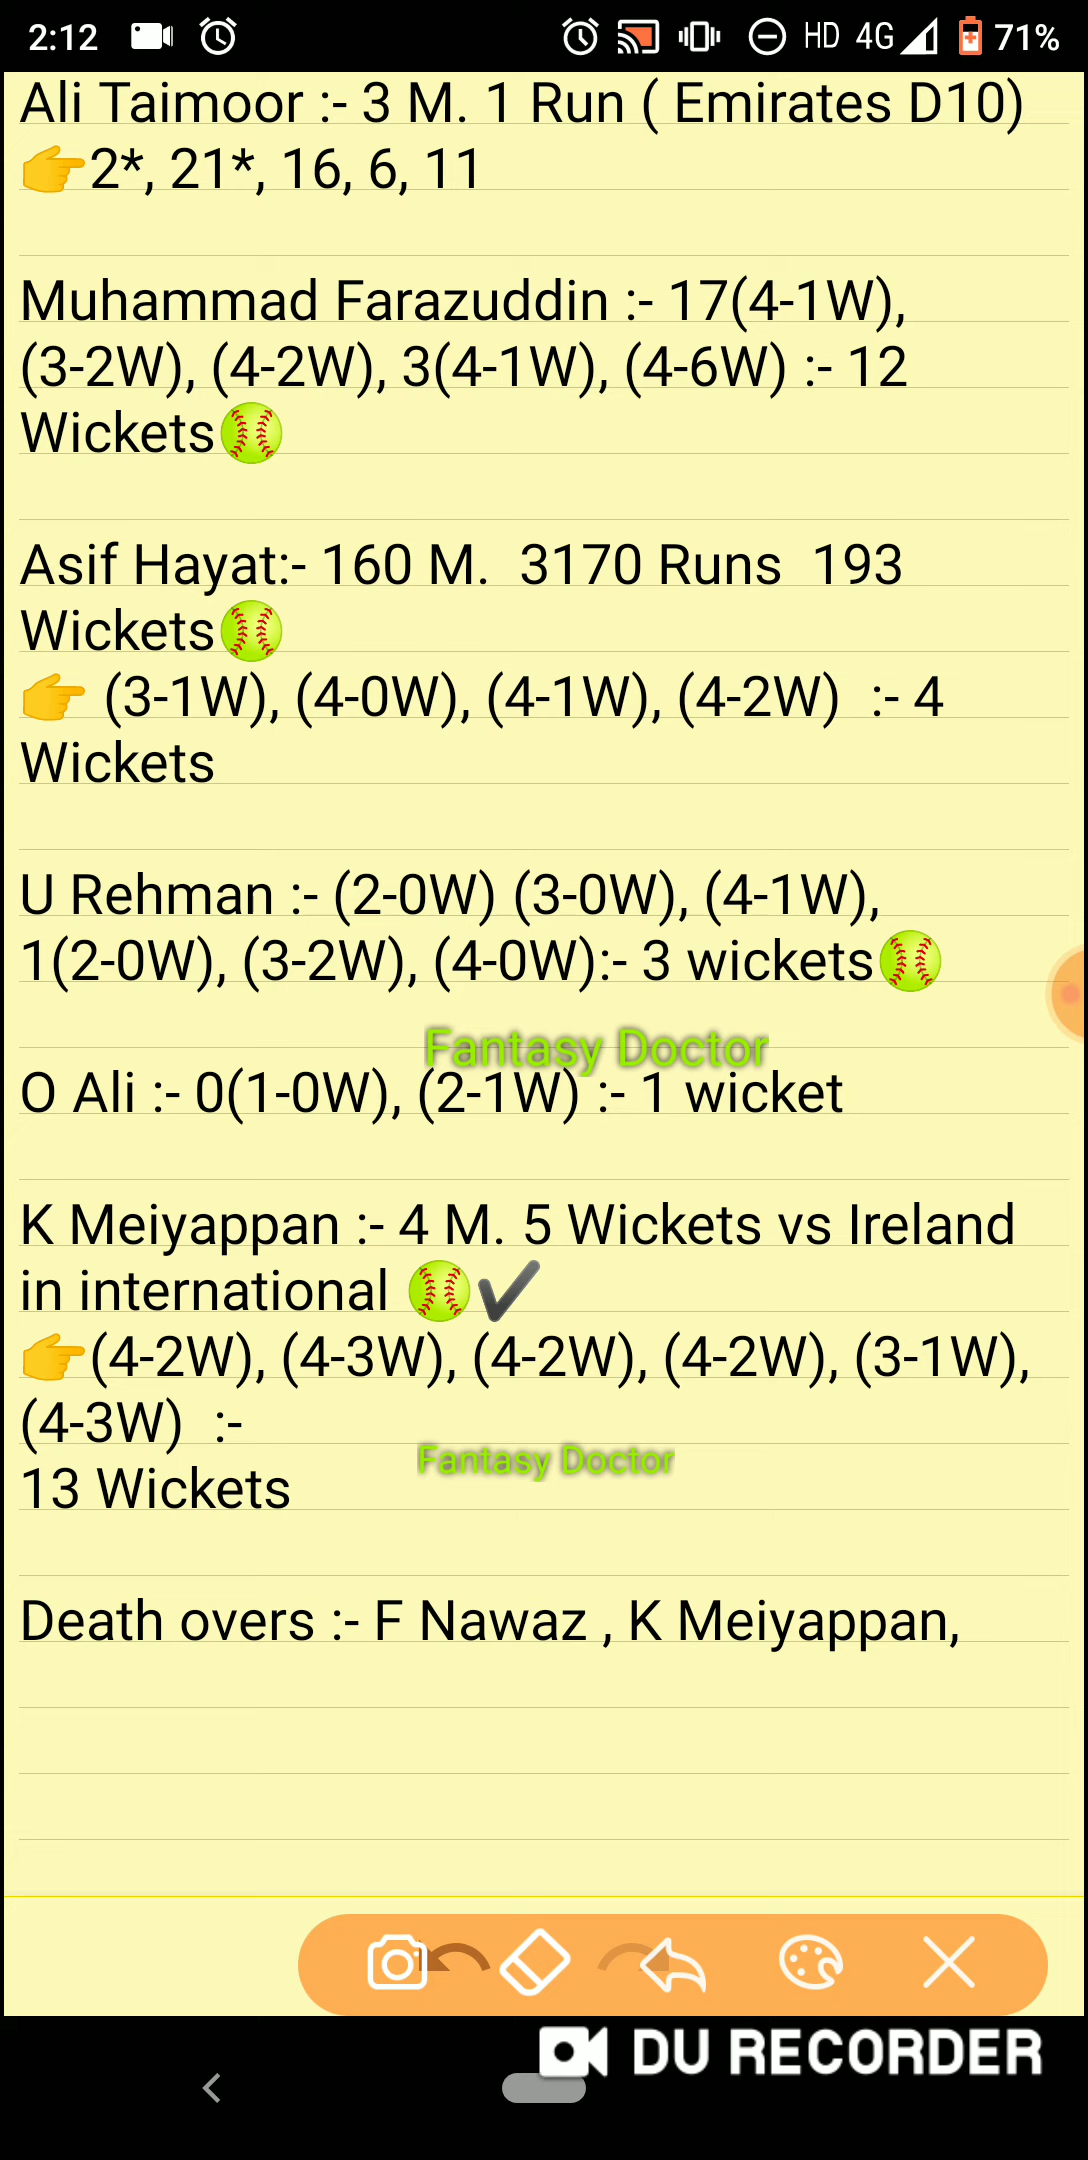 2:12 HD 4G 71%
Ali Taimoor :- 3 M. 1 Run ( Emirates D10)
👉2*, 21*, 16, 6, 11
Muhammad Farazuddin :- 17(4-1W),
(3-2W), (4-2W), 3(4-1W), (4-6W) :- 12
Wickets🥎
Asif Hayat:- 160 M.  3170 Runs  193
Wickets🥎
👉 (3-1W), (4-0W), (4-1W), (4-2W)  :- 4
Wickets
U Rehman :- (2-0W) (3-0W), (4-1W),
1(2-0W), (3-2W), (4-0W):- 3 wickets🥎
Fantasy Doctor
O Ali :- 0(1-0W), (2-1W) :- 1 wicket
K Meiyappan :- 4 M. 5 Wickets vs Ireland
in international 🥎✔️
👉(4-2W), (4-3W), (4-2W), (4-2W), (3-1W),
(4-3W)  :-
Fantasy Doctor
13 Wickets
Death overs :- F Nawaz , K Meiyappan,
DU RECORDER